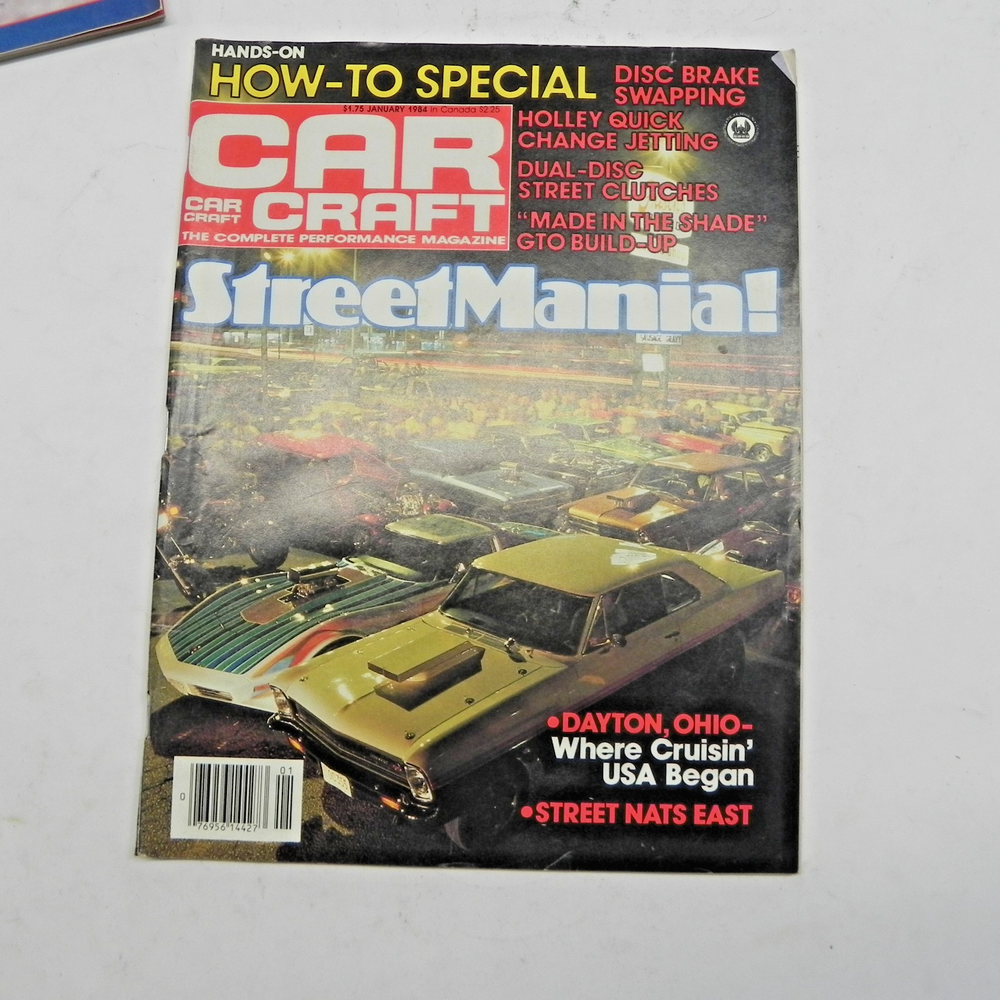 HANDS-ON
HOW-TO SPECIAL
DISC BRAKE
SWAPPING
$1.75 JANUARY 1984 in Canada $2.25
CAR
CAR
CRAFT
CRAFT
THE COMPLETE PERFORMANCE MAGAZINE
HOLLEY QUICK
CHANGE JETTING
DUAL-DISC
STREET CLUTCHES
"MADE IN THE SHADE"
GTO BUILD-UP
StreetMania!
•DAYTON, OHIO-
Where Cruisin'
USA Began
•STREET NATS EAST
01
0 76956 14427